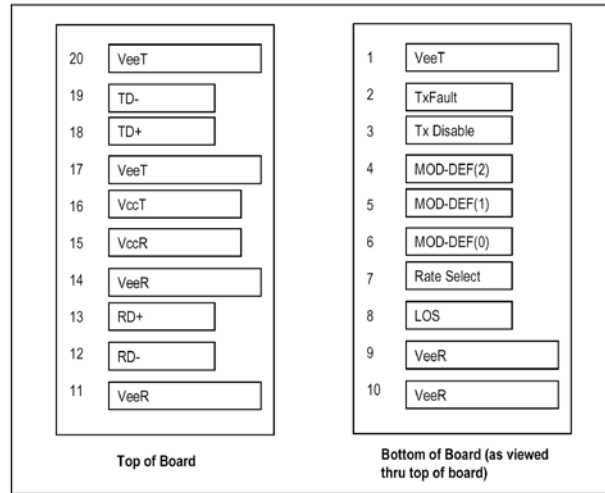 20 VeeT
19 TD-
18 TD+
17 VeeT
16 VccT
15 VccR
14 VeeR
13 RD+
12 RD-
11 VeeR
Top of Board
1 VeeT
2 TxFault
3 Tx Disable
4 MOD-DEF(2)
5 MOD-DEF(1)
6 MOD-DEF(0)
7 Rate Select
8 LOS
9 VeeR
10 VeeR
Bottom of Board (as viewed
thru top of board)